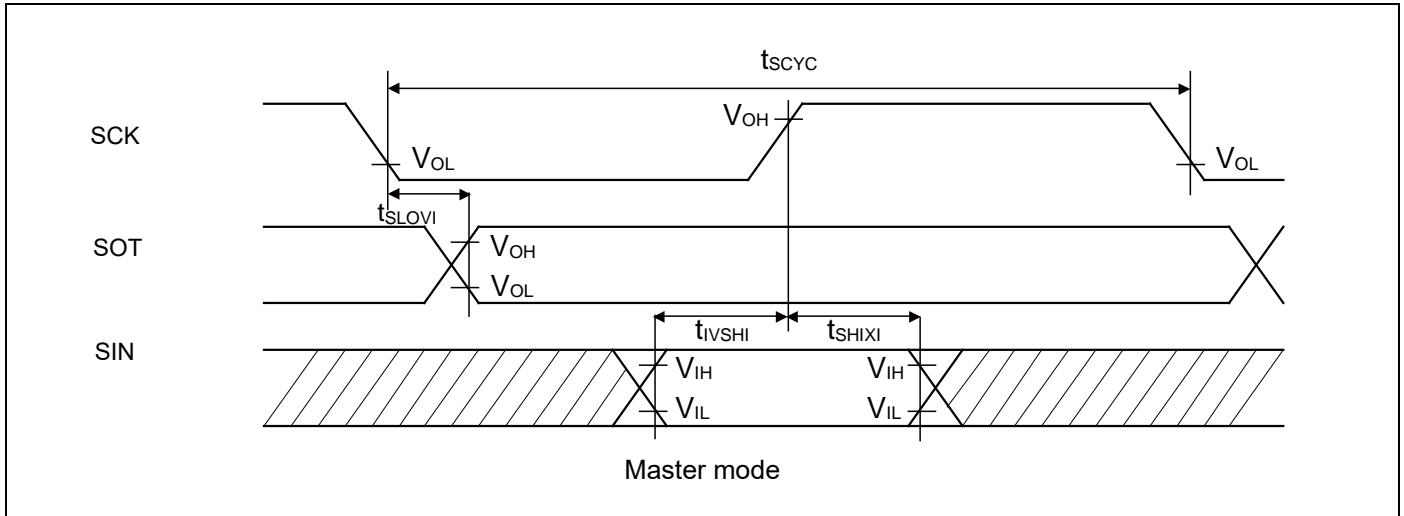 tSCYC
SCK
VOH
VOL
VOL
tSLOVI
SOT
VOH
VOL
tIVSHI
tSHIXI
SIN
VIH
VIH
VIL
VIL
Master mode